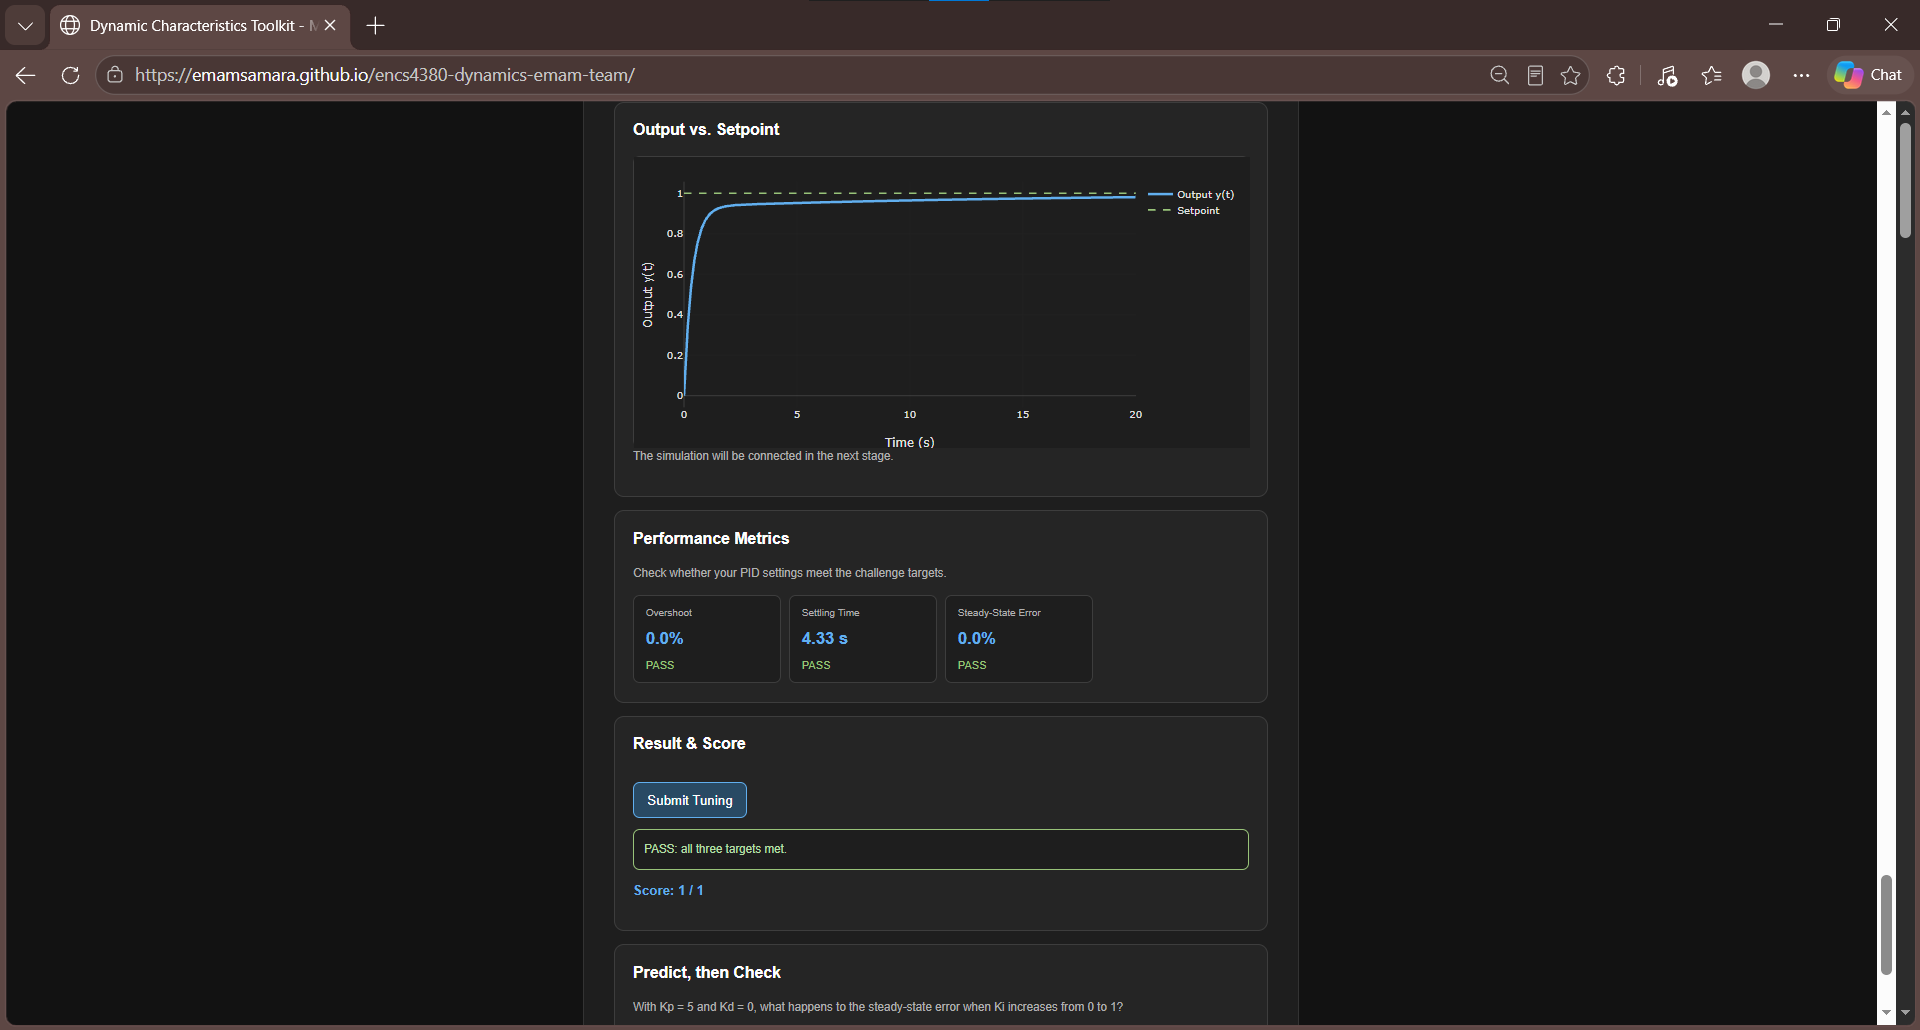 Dynamic Characteristics Toolkit -
https://emamsamara.github.io/encs4380-dynamics-emam-team/
Chat
Output vs. Setpoint
Output y(t)
Setpoint
1
0.8
0.6
0.4
0.2
0
Output y(t)
0 5 10 15 20
Time (s)
The simulation will be connected in the next stage.
Performance Metrics
Check whether your PID settings meet the challenge targets.
Overshoot
0.0%
PASS
Settling Time
4.33 s
PASS
Steady-State Error
0.0%
PASS
Result & Score
Submit Tuning
PASS: all three targets met.
Score: 1 / 1
Predict, then Check
With Kp = 5 and Kd = 0, what happens to the steady-state error when Ki increases from 0 to 1?